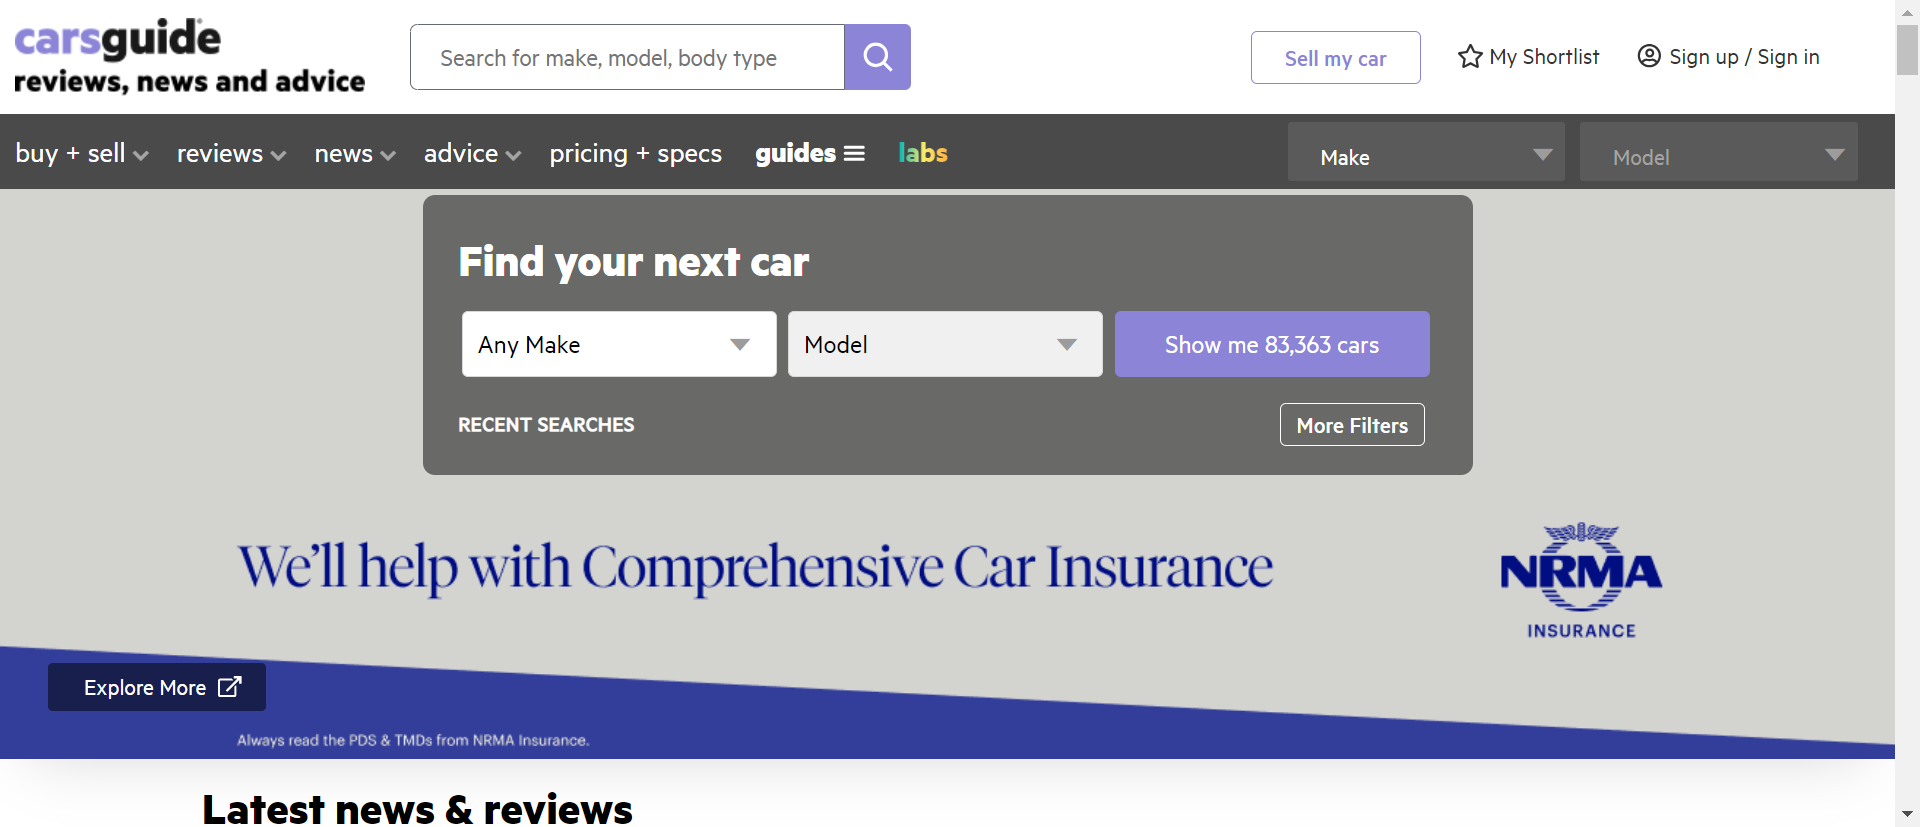 carsguide
reviews, news and advice
Search for make, model, body type
Sell my car
My Shortlist
Sign up / Sign in
buy + sell
reviews
news
advice
pricing + specs
guides
labs
Make
Model
Find your next car
Any Make
Model
Show me 83,363 cars
RECENT SEARCHES
More Filters
We'll help with Comprehensive Car Insurance
NRMA
INSURANCE
Explore More
Always read the PDS & TMDs from NRMA Insurance.
Latest news & reviews